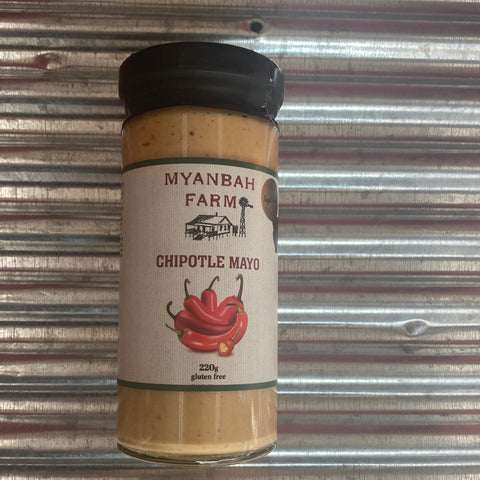 MYANBAH
FARM
CHIPOTLE MAYO
220g
gluten free